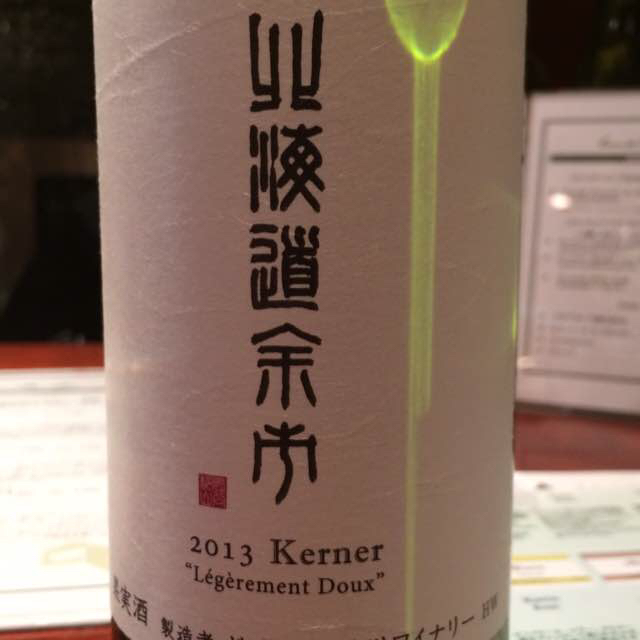 北海道余市
2013 Kerner
"Légèrement Doux"
果実酒 製造者 ワイナリー HW